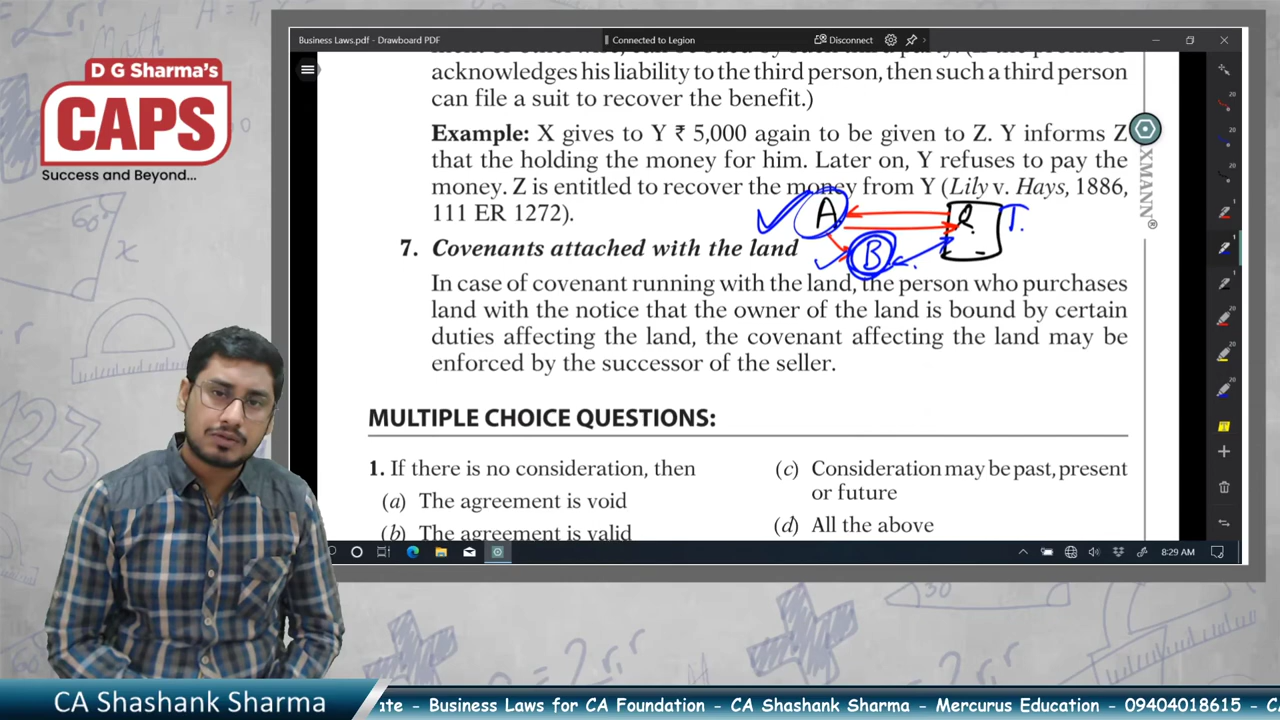 D G Sharma's
CAPS
Success and Beyond...
Business Laws.pdf - Drawboard PDF
Connected to Legion
Disconnect
acknowledges his liability to the third person, then such a third person
can file a suit to recover the benefit.)
Example: X gives to Y ₹ 5,000 again to be given to Z. Y informs Z
that the holding the money for him. Later on, Y refuses to pay the
money. Z is entitled to recover the money from Y (Lily v. Hays, 1886,
111 ER 1272).
A
B
T.
XMANN®
7. Covenants attached with the land
In case of covenant running with the land, the person who purchases
land with the notice that the owner of the land is bound by certain
duties affecting the land, the covenant affecting the land may be
enforced by the successor of the seller.
MULTIPLE CHOICE QUESTIONS:
1. If there is no consideration, then
(a) The agreement is void
(b) The agreement is valid
(c) Consideration may be past, present
or future
(d) All the above
8:29 AM
CA Shashank Sharma
ate - Business Laws for CA Foundation - CA Shashank Sharma - Mercurus Education - 09404018615 - C